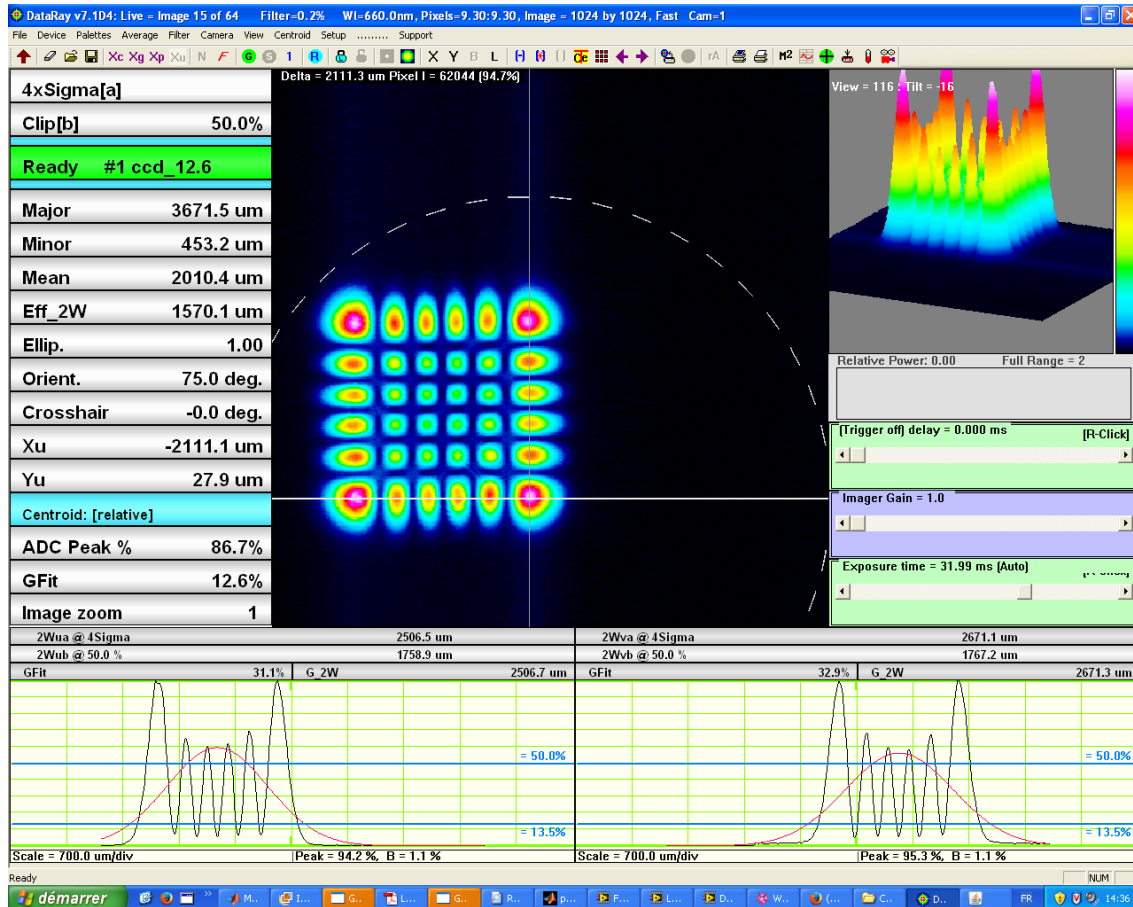 DataRay v7.1D4: Live = Image 15 of 64 Filter=0.2% Wl=660.0nm, Pixels=9.30:9.30, Image = 1024 by 1024, Fast Cam=1
File Device Palettes Average Filter Camera View Centroid Setup ......... Support
Xc Xg Xp Xu N F G S 1 R X Y B L rA M²
Delta = 2111.3 um Pixel I = 62044 (94.7%)
View = 116 : Tilt = -16
4xSigma[a]
Clip[b] 50.0%
Ready #1 ccd_12.6
Major 3671.5 um
Minor 453.2 um
Mean 2010.4 um
Eff_2W 1570.1 um
Ellip. 1.00
Orient. 75.0 deg.
Crosshair -0.0 deg.
Xu -2111.1 um
Yu 27.9 um
Centroid: [relative]
ADC Peak % 86.7%
GFit 12.6%
Image zoom 1
Relative Power: 0.00 Full Range = 2
(Trigger off) delay = 0.000 ms [R-Click]
Imager Gain = 1.0
Exposure time = 31.99 ms (Auto)
2Wua @ 4Sigma 2506.5 um
2Wub @ 50.0 % 1758.9 um
GFit 31.1% G_2W 2506.7 um
= 50.0%
= 13.5%
Scale = 700.0 um/div Peak = 94.2 %, B = 1.1 %
2Wva @ 4Sigma 2671.1 um
2Wvb @ 50.0 % 1767.2 um
GFit 32.9% G_2W 2671.3 um
= 50.0%
= 13.5%
Scale = 700.0 um/div Peak = 95.3 %, B = 1.1 %
Ready NUM
démarrer » M.. I... G.. L... G.. R.. p... F... L... D.. W.. (... C.. D.. FR 14:36